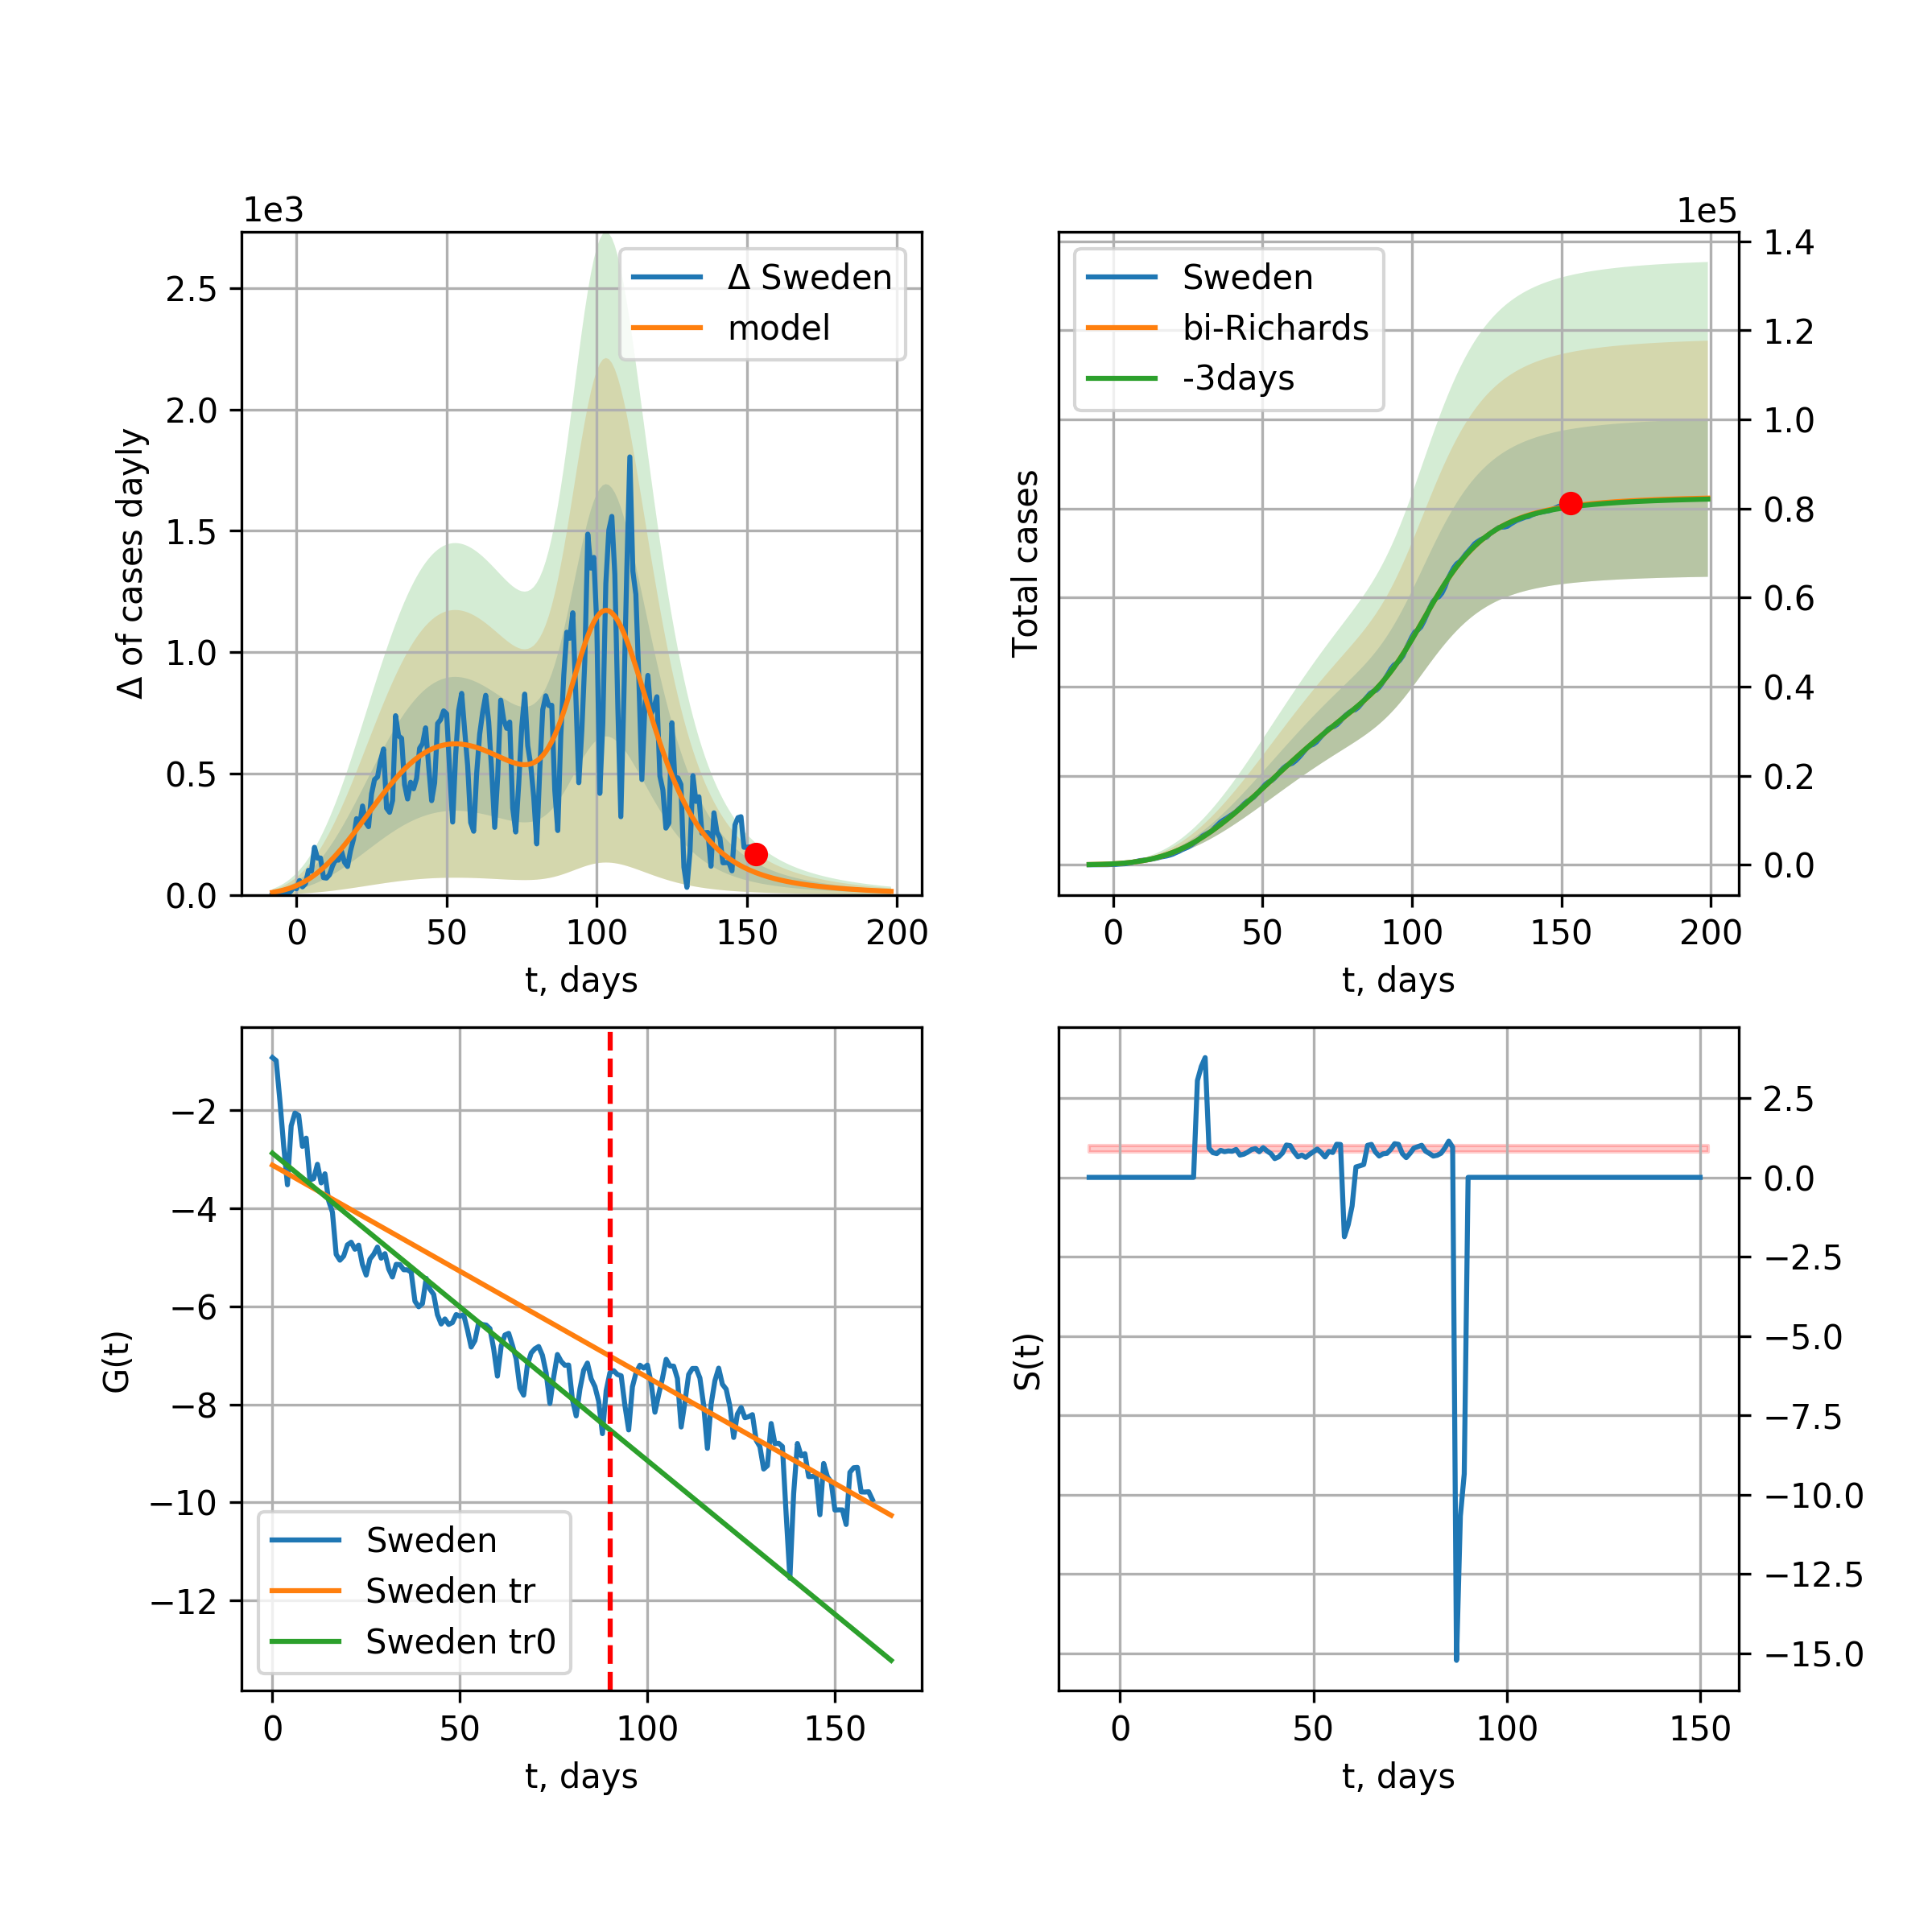 1e3
Δ Sweden
model
2.5
2.0
1.5
1.0
0.5
0.0
Δ of cases dayly
0 50 100 150 200
t, days
1e5
Sweden
bi-Richards
-3days
1.4
1.2
1.0
0.8
0.6
0.4
0.2
0.0
Total cases
0 50 100 150 200
t, days
−2
−4
−6
−8
−10
−12
G(t)
Sweden
Sweden tr
Sweden tr0
0 50 100 150
t, days
2.5
0.0
−2.5
−5.0
−7.5
−10.0
−12.5
−15.0
S(t)
0 50 100 150
t, days